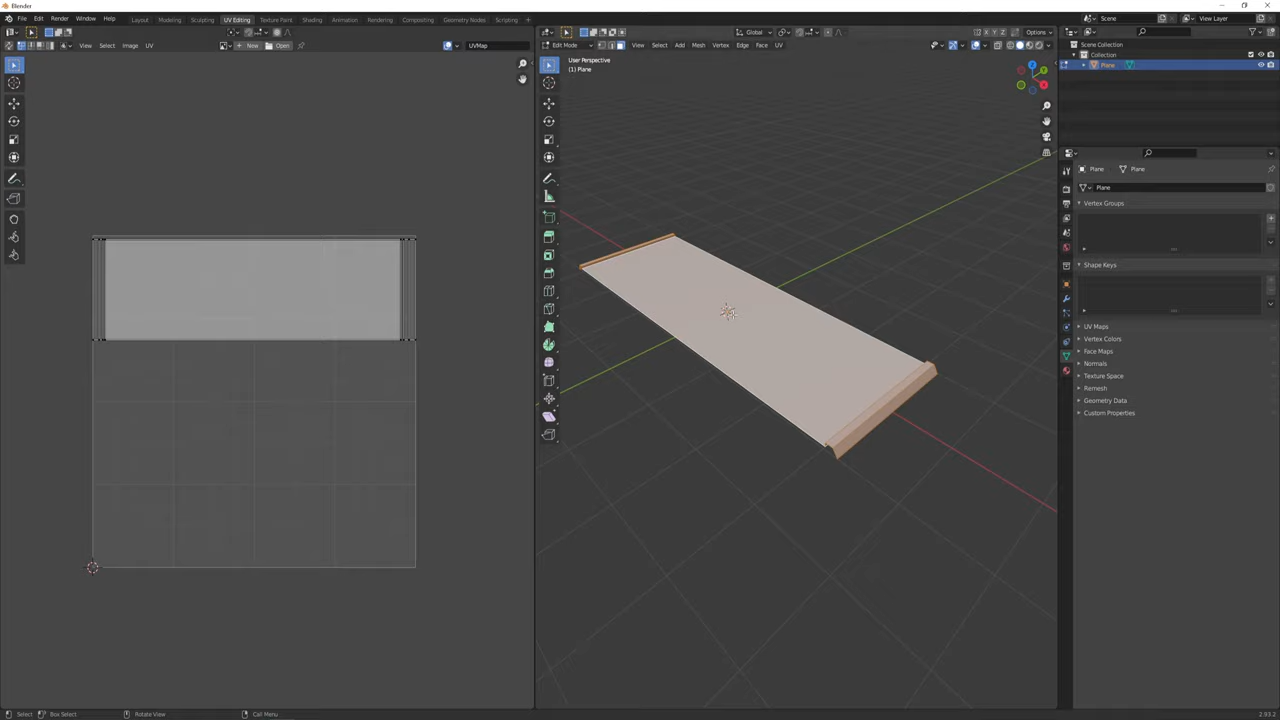 Blender
File Edit Render Window Help Layout Modeling Sculpting UV Editing Texture Paint Shading Animation Rendering Compositing Geometry Nodes Scripting + Scene View Layer
Global Options
View Select Image UV New Open UVMap Edit Mode View Select Add Mesh Vertex Edge Face UV Scene Collection
Collection
User Perspective
(1) Plane
Plane
Z
Y
X
Plane Plane
Plane
Vertex Groups
Shape Keys
UV Maps
Vertex Colors
Face Maps
Normals
Texture Space
Remesh
Geometry Data
Custom Properties
Select Box Select Rotate View Call Menu 2.93.2